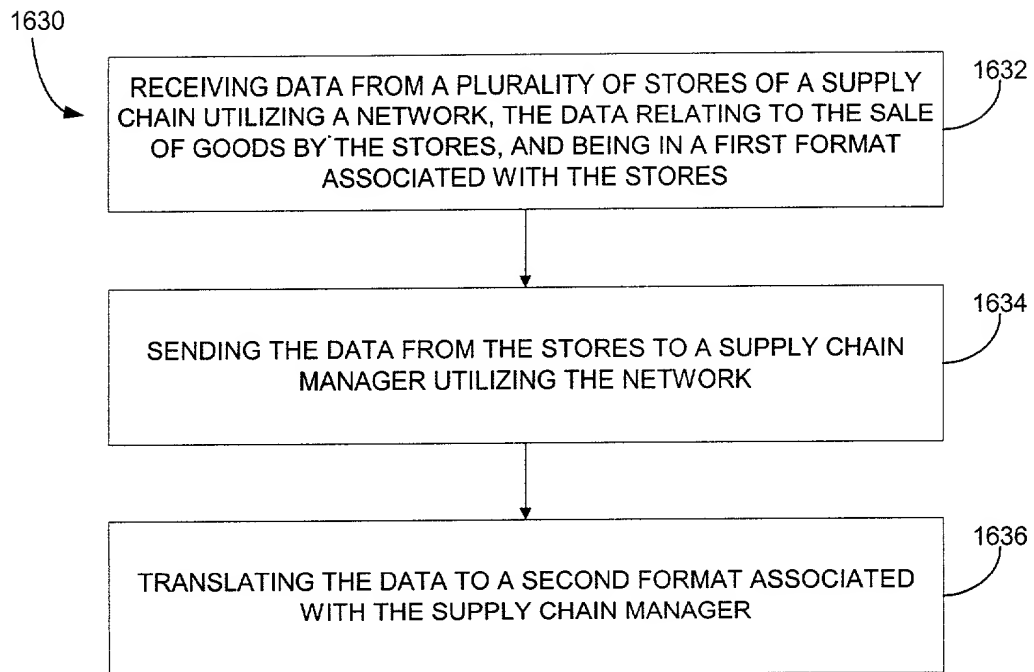 1630
1632
RECEIVING DATA FROM A PLURALITY OF STORES OF A SUPPLY
CHAIN UTILIZING A NETWORK, THE DATA RELATING TO THE SALE
OF GOODS BY THE STORES, AND BEING IN A FIRST FORMAT
ASSOCIATED WITH THE STORES
1634
SENDING THE DATA FROM THE STORES TO A SUPPLY CHAIN
MANAGER UTILIZING THE NETWORK
1636
TRANSLATING THE DATA TO A SECOND FORMAT ASSOCIATED
WITH THE SUPPLY CHAIN MANAGER